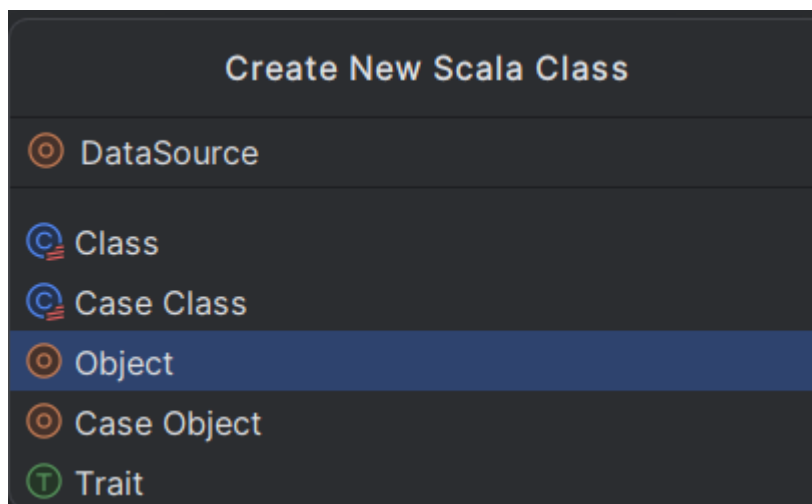 Create New Scala Class
DataSource
Class
Case Class
Object
Case Object
Trait